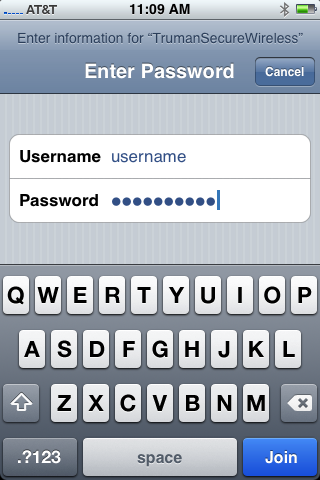 AT&T 11:09 AM
Enter information for “TrumanSecureWireless”
Enter Password Cancel
Username username
Password ●●●●●●●●●●
Q W E R T Y U I O P
A S D F G H J K L
Z X C V B N M
.?123 space Join